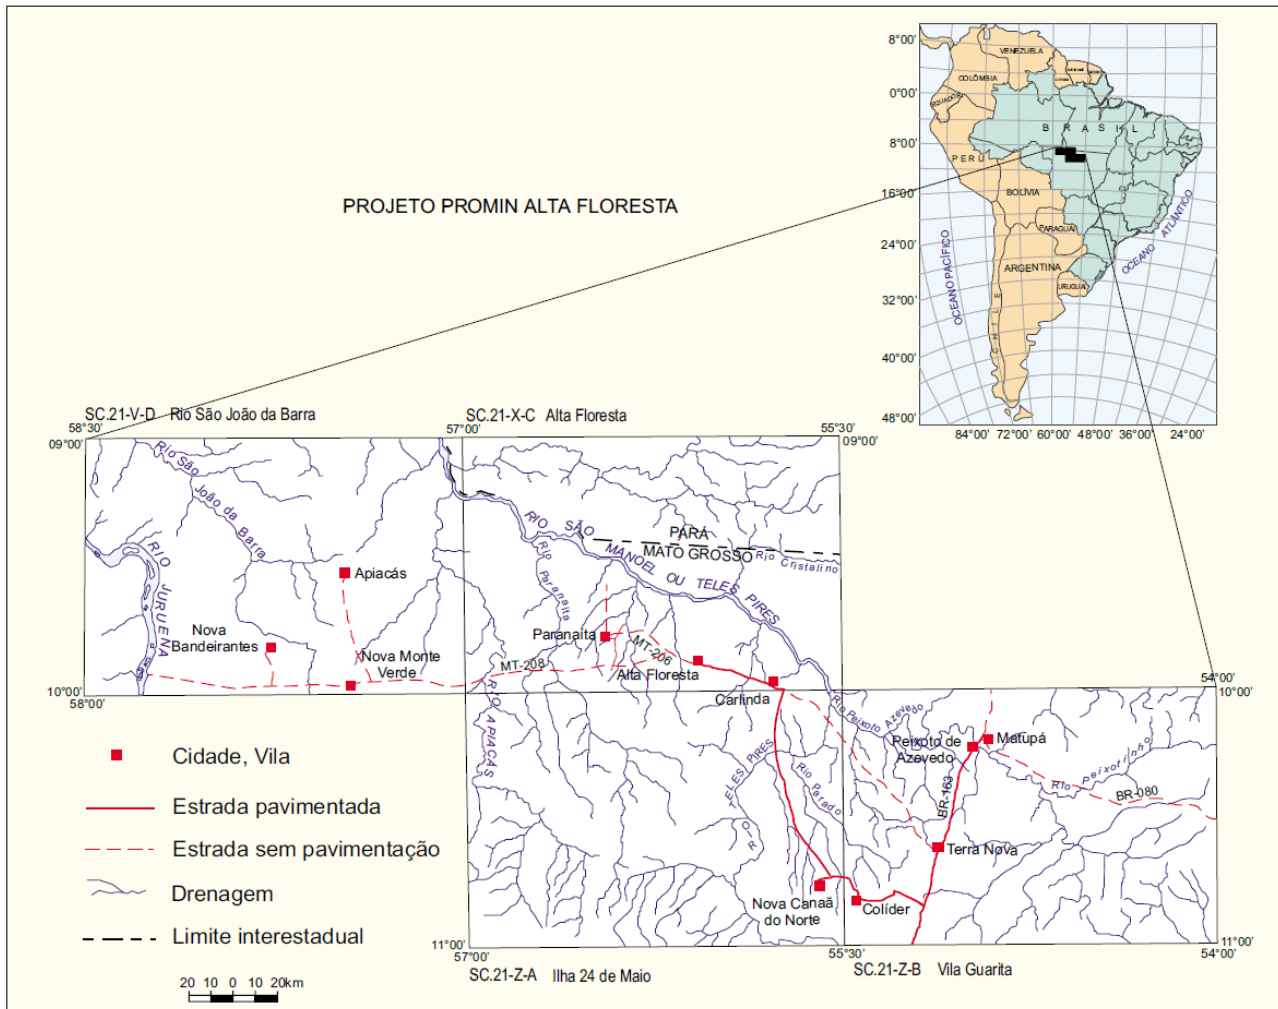 8°00'
0°00'
8°00'
16°00'
24°00'
32°00'
40°00'
48°00'
84°00' 72°00' 60°00' 48°00' 36°00' 24°00'
VENEZUELA
COLÔMBIA
EQUADOR
BRASIL
PERU
BOLÍVIA
PARAGUAI
ARGENTINA
URUGUAI
CHILE
OCEANO PACÍFICO
OCEANO ATLÂNTICO
PROJETO PROMIN ALTA FLORESTA
SC.21-V-D Rio São João da Barra
SC.21-X-C Alta Floresta
58°30'
57°00'
55°30'
09°00'
09°00'
Rio São
João da Barra
RIO JURUENA
Apiacás
Nova
Bandeirantes
Nova Monte
Verde
MT-208
RIO SÃO MANOEL OU TELES PIRES
Rio Paranaita
PARÁ
MATO GROSSO
Rio Cristalino
Paranaíta
MT-206
Alta Floresta
Carlinda
10°00'
58°00'
54°00'
10°00'
RIO APIACÁS
RIO TELES PIRES
Rio Parado
Rio Peixoto Azevedo
Peixoto de
Azevedo
Matupá
Rio Peixotinho
BR-163
BR-080
Terra Nova
Nova Canaã
do Norte
Colíder
11°00'
57°00'
55°30'
11°00'
54°00'
SC.21-Z-A Ilha 24 de Maio
SC.21-Z-B Vila Guarita
Cidade, Vila
Estrada pavimentada
Estrada sem pavimentação
Drenagem
Limite interestadual
20 10 0 10 20km